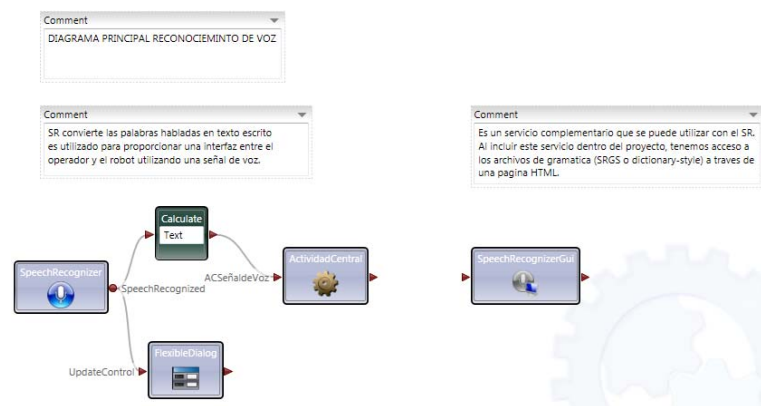 Comment
DIAGRAMA PRINCIPAL RECONOCIEMINTO DE VOZ
Comment
SR convierte las palabras habladas en texto escrito
es utilizado para proporcionar una interfaz entre el
operador y el robot utilizando una señal de voz.
Comment
Es un servicio complementario que se puede utilizar con el SR.
Al incluir este servicio dentro del proyecto, tenemos acceso a
los archivos de gramatica (SRGS o dictionary-style) a traves de
una pagina HTML.
Calculate
Text
SpeechRecognizer
SpeechRecognized
ACSeñaldeVoz
ActividadCentral
SpeechRecognizerGui
UpdateControl
FlexibleDialog